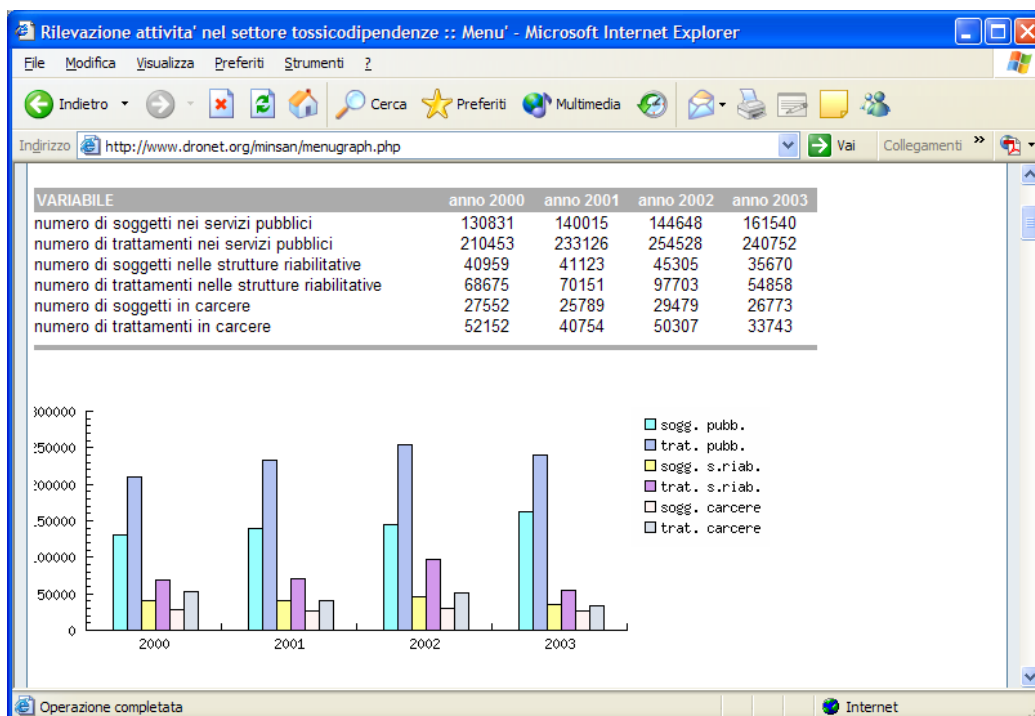 Rilevazione attivita' nel settore tossicodipendenze :: Menu' - Microsoft Internet Explorer
File Modifica Visualizza Preferiti Strumenti ?
Indietro Cerca Preferiti Multimedia
Indirizzo http://www.dronet.org/minsan/menugraph.php Vai Collegamenti »
VARIABILE anno 2000 anno 2001 anno 2002 anno 2003
numero di soggetti nei servizi pubblici 130831 140015 144648 161540
numero di trattamenti nei servizi pubblici 210453 233126 254528 240752
numero di soggetti nelle strutture riabilitative 40959 41123 45305 35670
numero di trattamenti nelle strutture riabilitative 68675 70151 97703 54858
numero di soggetti in carcere 27552 25789 29479 26773
numero di trattamenti in carcere 52152 40754 50307 33743
300000
250000
200000
150000
100000
50000
0
2000 2001 2002 2003
sogg. pubb.
trat. pubb.
sogg. s.riab.
trat. s.riab.
sogg. carcere
trat. carcere
Operazione completata Internet